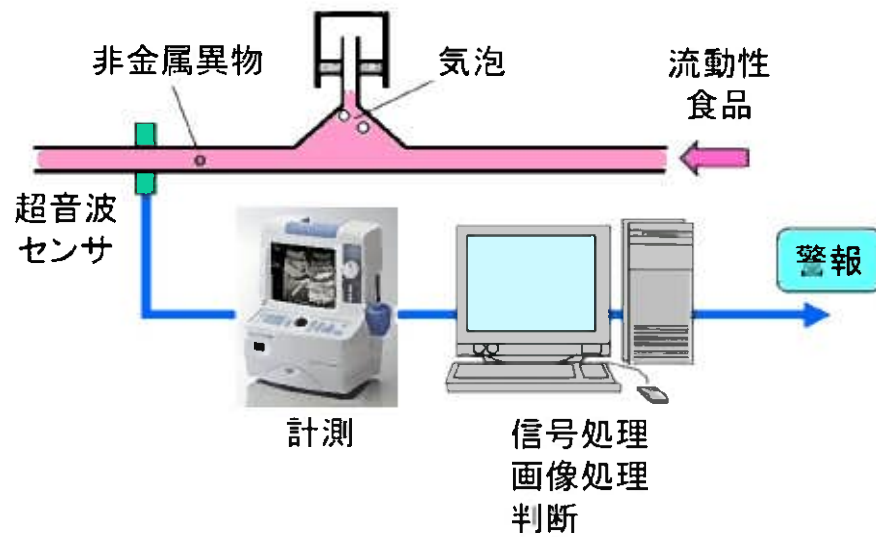 非金属異物
気泡
流動性
食品
超音波
センサ
警報
計測
信号処理
画像処理
判断